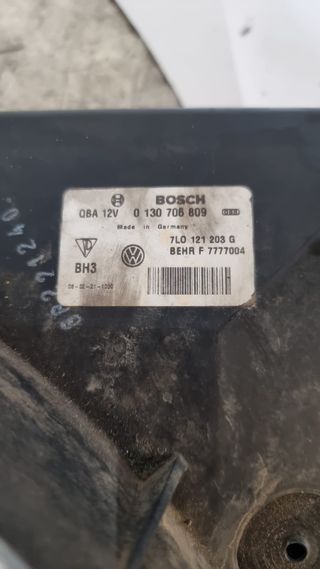 BOSCH
QBA 12V 0 130 706 809
Made in Germany
7L0 121 203 G
BEHR F 7777004
BH3